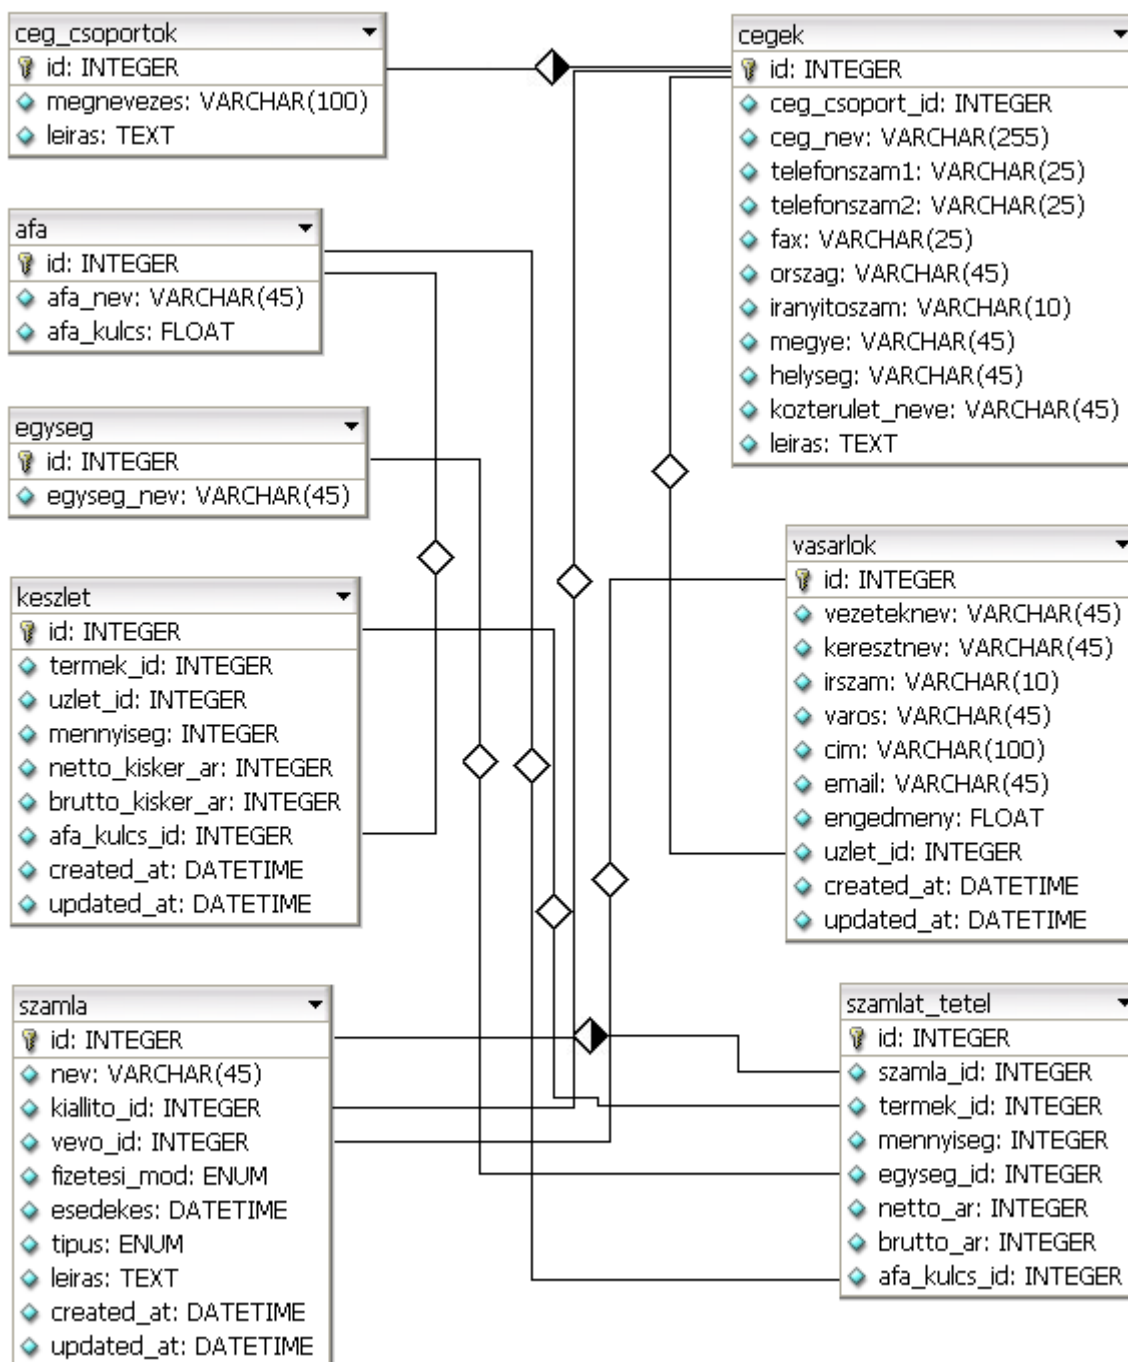 ceg_csoportok
id: INTEGER
megnevezes: VARCHAR(100)
leiras: TEXT
cegek
id: INTEGER
ceg_csoport_id: INTEGER
ceg_nev: VARCHAR(255)
telefonszam1: VARCHAR(25)
telefonszam2: VARCHAR(25)
fax: VARCHAR(25)
orszag: VARCHAR(45)
iranyitoszam: VARCHAR(10)
megye: VARCHAR(45)
helyseg: VARCHAR(45)
kozterulet_neve: VARCHAR(45)
leiras: TEXT
afa
id: INTEGER
afa_nev: VARCHAR(45)
afa_kulcs: FLOAT
egyseg
id: INTEGER
egyseg_nev: VARCHAR(45)
keszlet
id: INTEGER
termek_id: INTEGER
uzlet_id: INTEGER
mennyiseg: INTEGER
netto_kisker_ar: INTEGER
brutto_kisker_ar: INTEGER
afa_kulcs_id: INTEGER
created_at: DATETIME
updated_at: DATETIME
vasarlok
id: INTEGER
vezeteknev: VARCHAR(45)
keresztnev: VARCHAR(45)
irszam: VARCHAR(10)
varos: VARCHAR(45)
cim: VARCHAR(100)
email: VARCHAR(45)
engedmeny: FLOAT
uzlet_id: INTEGER
created_at: DATETIME
updated_at: DATETIME
szamla
id: INTEGER
nev: VARCHAR(45)
kiallito_id: INTEGER
vevo_id: INTEGER
fizetesi_mod: ENUM
esedekes: DATETIME
tipus: ENUM
leiras: TEXT
created_at: DATETIME
updated_at: DATETIME
szamlat_tetel
id: INTEGER
szamla_id: INTEGER
termek_id: INTEGER
mennyiseg: INTEGER
egyseg_id: INTEGER
netto_ar: INTEGER
brutto_ar: INTEGER
afa_kulcs_id: INTEGER